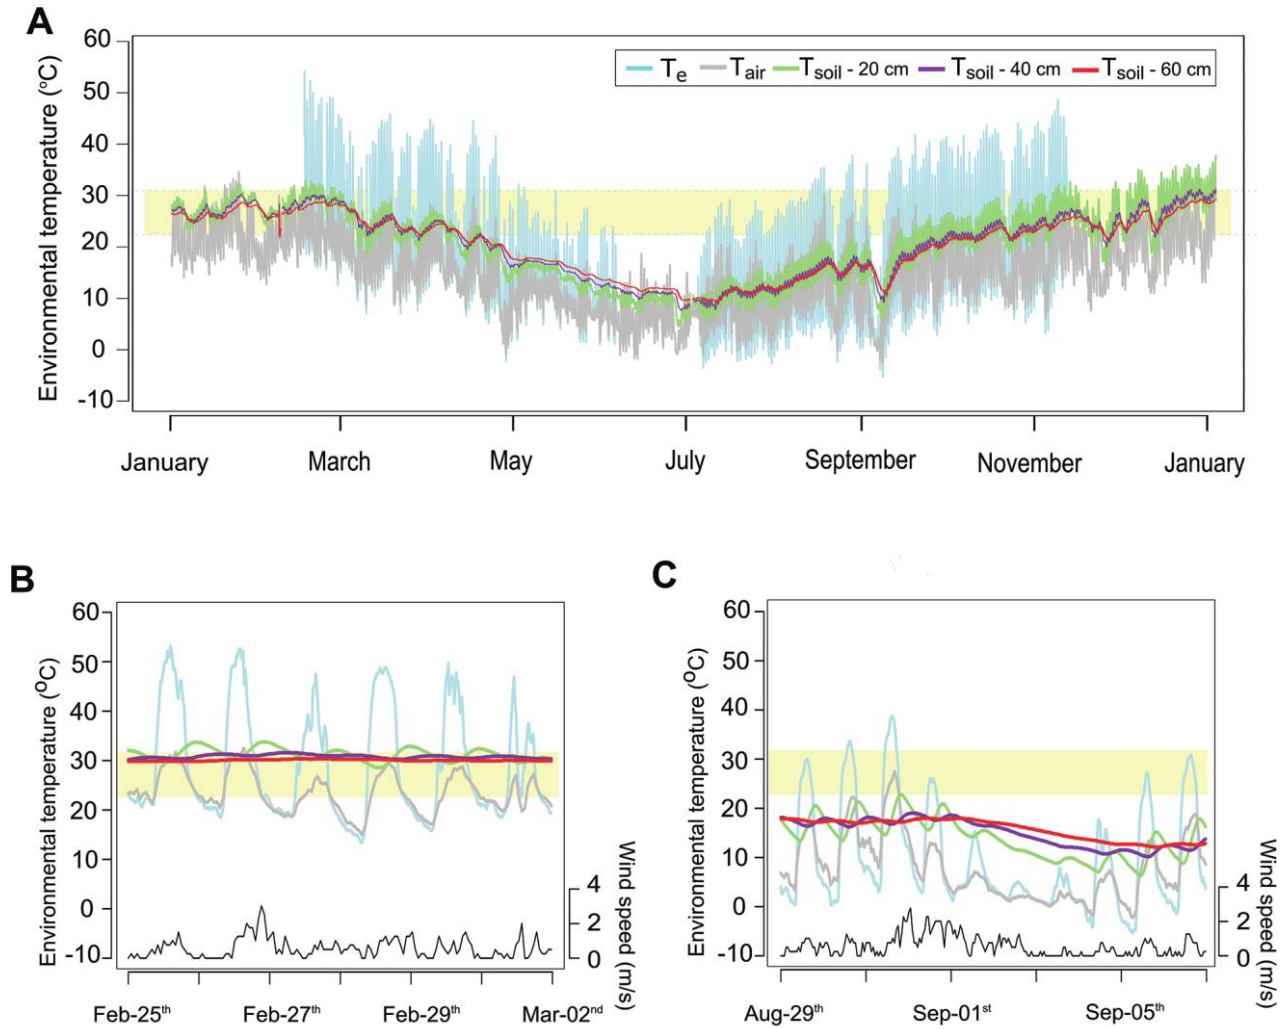 A
Environmental temperature (ºC)
60
50
40
30
20
10
0
-10
Te Tair Tsoil - 20 cm Tsoil - 40 cm Tsoil - 60 cm
January March May July September November January
B
Environmental temperature (ºC)
60
50
40
30
20
10
0
-10
4
2
0
Wind speed (m/s)
Feb-25th Feb-27th Feb-29th Mar-02nd
C
Environmental temperature (ºC)
60
50
40
30
20
10
0
-10
4
2
0
Wind speed (m/s)
Aug-29th Sep-01st Sep-05th